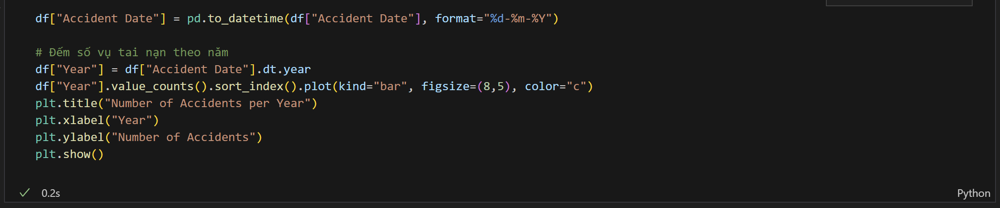 df["Accident Date"] = pd.to_datetime(df["Accident Date"], format="%d-%m-%Y")
# Đếm số vụ tai nạn theo năm
df["Year"] = df["Accident Date"].dt.year
df["Year"].value_counts().sort_index().plot(kind="bar", figsize=(8,5), color="c")
plt.title("Number of Accidents per Year")
plt.xlabel("Year")
plt.ylabel("Number of Accidents")
plt.show()
0.2s
Python